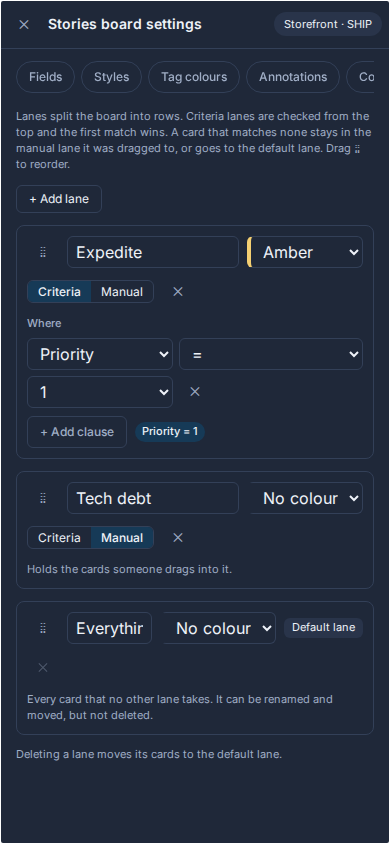 × Stories board settings Storefront · SHIP
Fields Styles Tag colours Annotations Co
Lanes split the board into rows. Criteria lanes are checked from the
top and the first match wins. A card that matches none stays in the
manual lane it was dragged to, or goes to the default lane. Drag ⠿
to reorder.
+ Add lane
Expedite Amber
Criteria Manual ×
Where
Priority =
1 ×
+ Add clause Priority = 1
Tech debt No colour
Criteria Manual ×
Holds the cards someone drags into it.
Everythin No colour Default lane
×
Every card that no other lane takes. It can be renamed and
moved, but not deleted.
Deleting a lane moves its cards to the default lane.